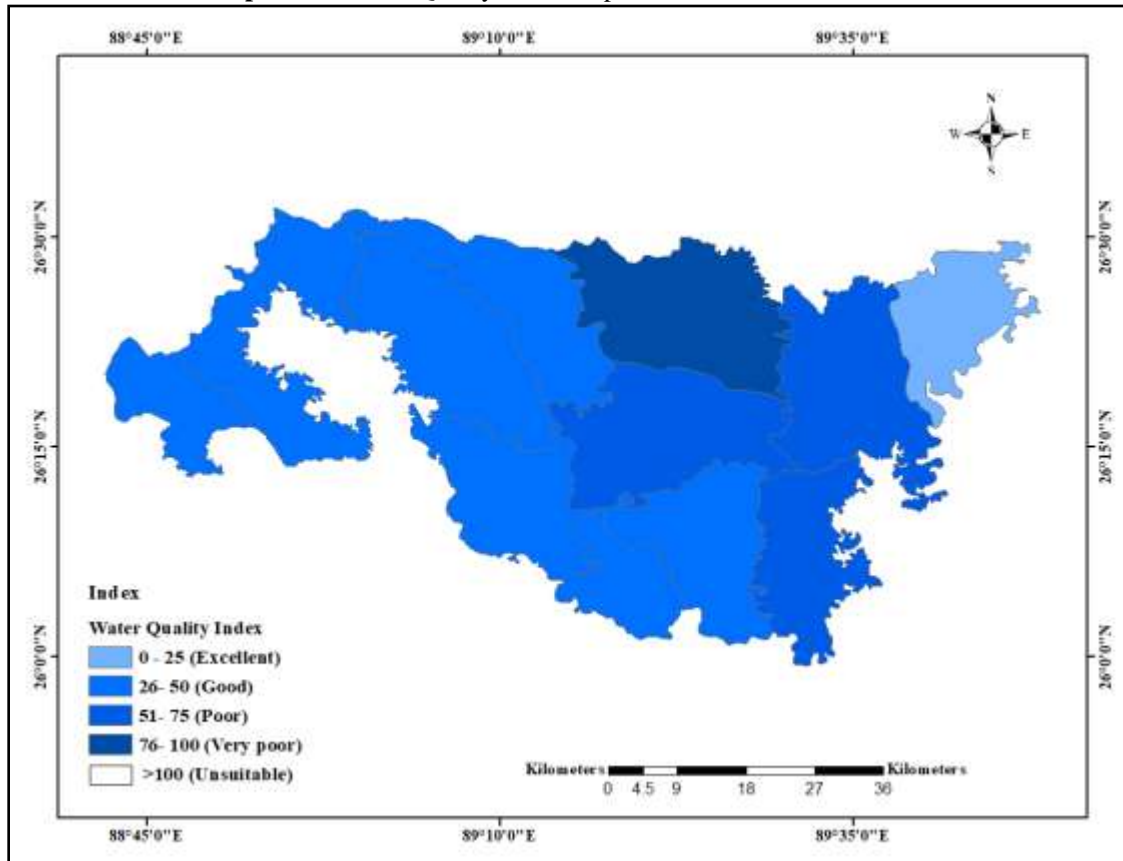 88°45'0"E 89°10'0"E 89°35'0"E
N
W E
S
26°30'0"N 26°30'0"N
26°15'0"N 26°15'0"N
26°0'0"N 26°0'0"N
Index
Water Quality Index
0 - 25 (Excellent)
26- 50 (Good)
51- 75 (Poor)
76- 100 (Very poor)
>100 (Unsuitable)
Kilometers Kilometers
0 4.5 9 18 27 36
88°45'0"E 89°10'0"E 89°35'0"E